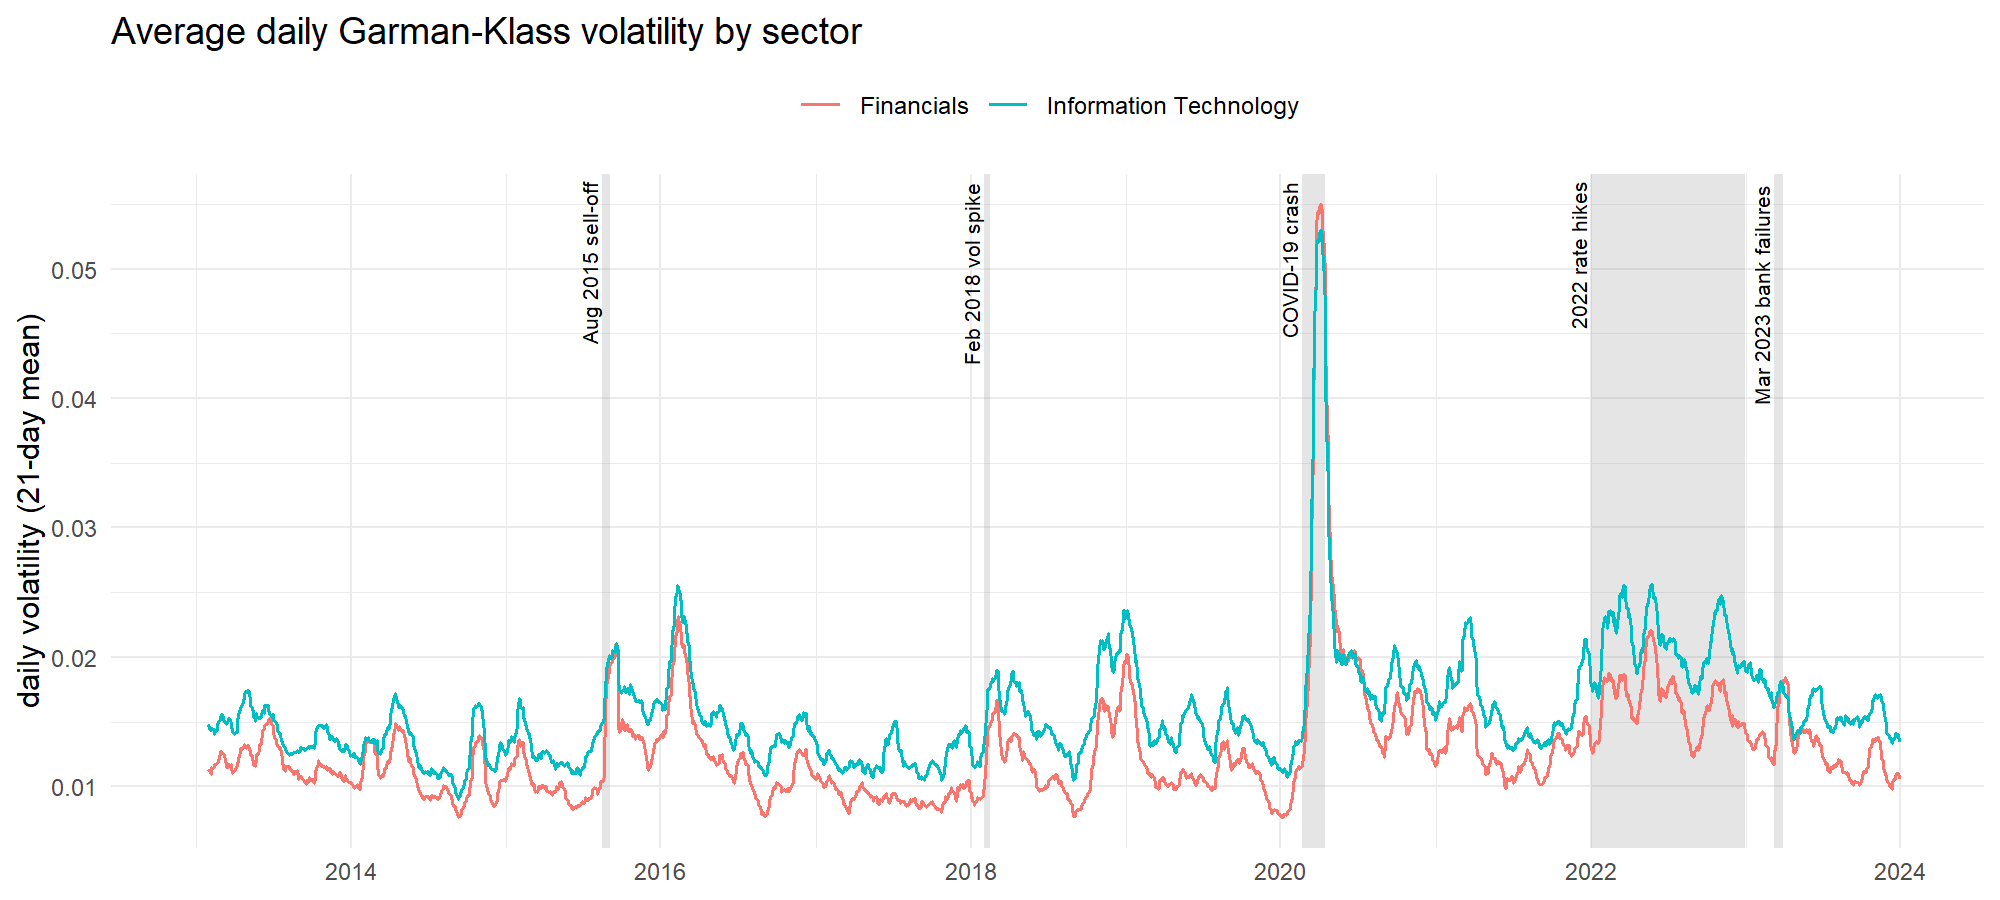 Average daily Garman-Klass volatility by sector
Financials
Information Technology
daily volatility (21-day mean)
0.05
0.04
0.03
0.02
0.01
Aug 2015 sell-off
Feb 2018 vol spike
COVID-19 crash
2022 rate hikes
Mar 2023 bank failures
2014
2016
2018
2020
2022
2024